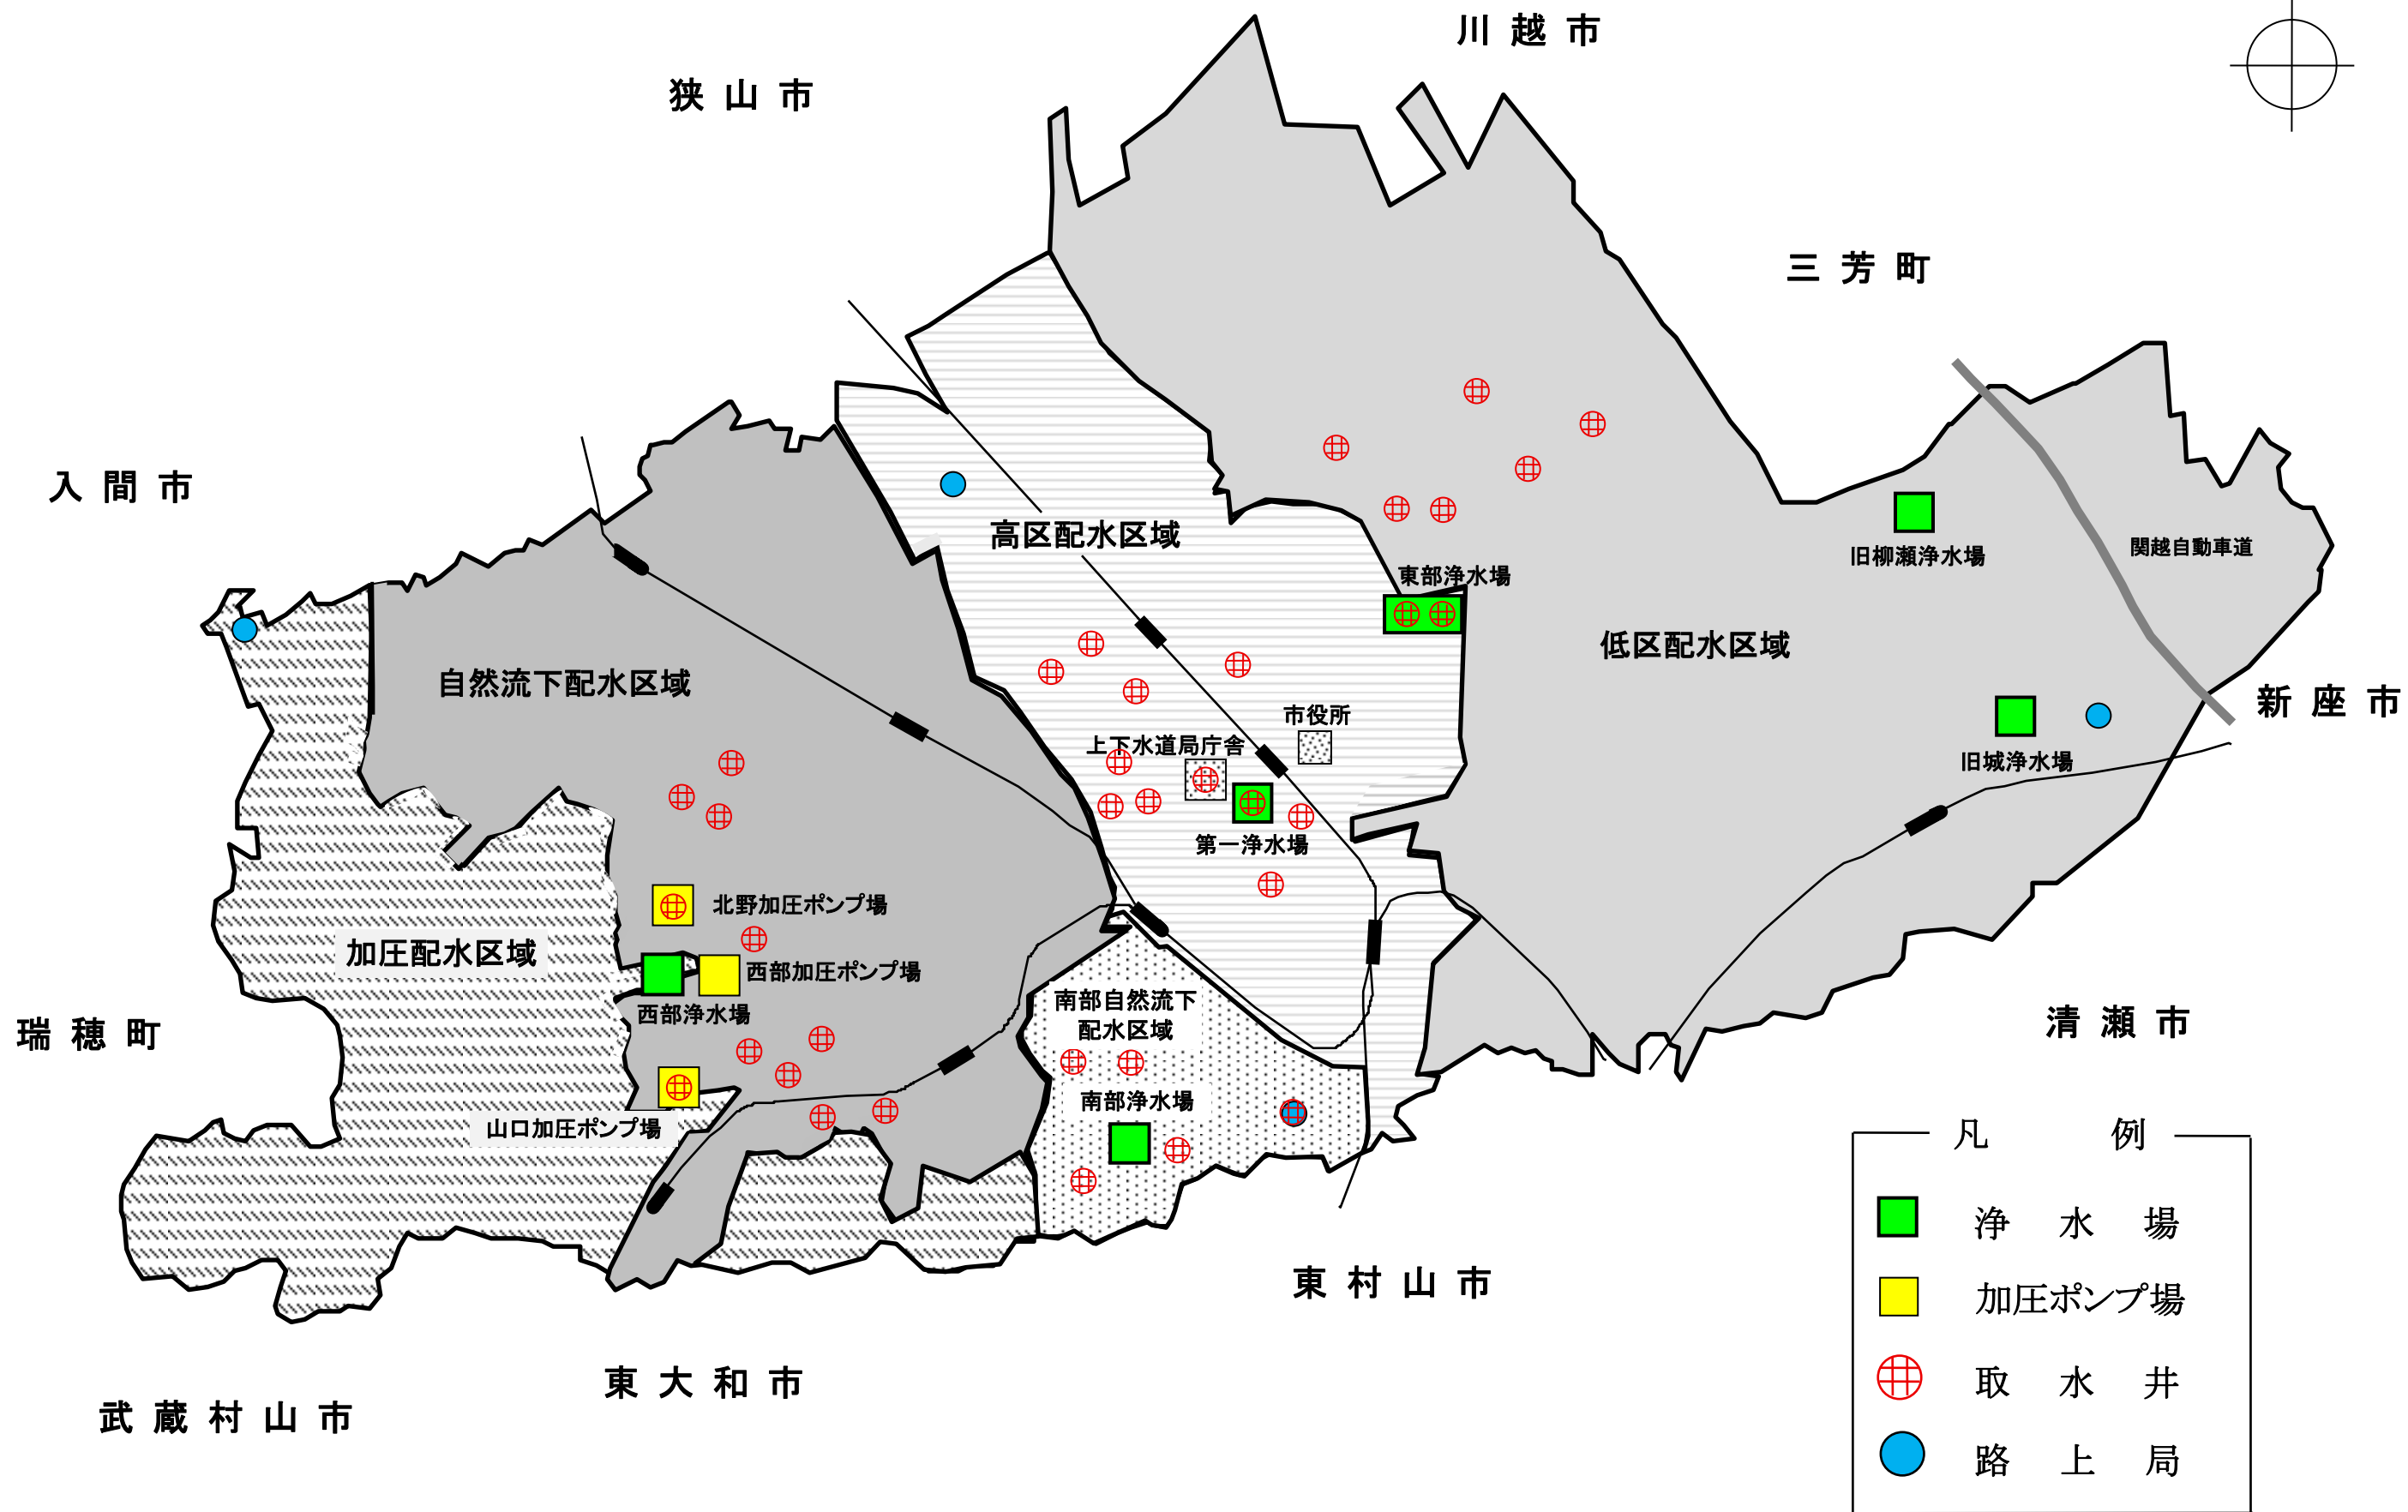 川越市
狭山市
三芳町
入間市
高区配水区域
旧柳瀬浄水場
関越自動車道
東部浄水場
低区配水区域
自然流下配水区域
新座市
市役所
上下水道局庁舎
旧城浄水場
第一浄水場
北野加圧ポンプ場
加圧配水区域
西部加圧ポンプ場
西部浄水場
南部自然流下
配水区域
瑞穂町
清瀬市
南部浄水場
山口加圧ポンプ場
凡例
浄水場
加圧ポンプ場
取水井
路上局
東村山市
東大和市
武蔵村山市